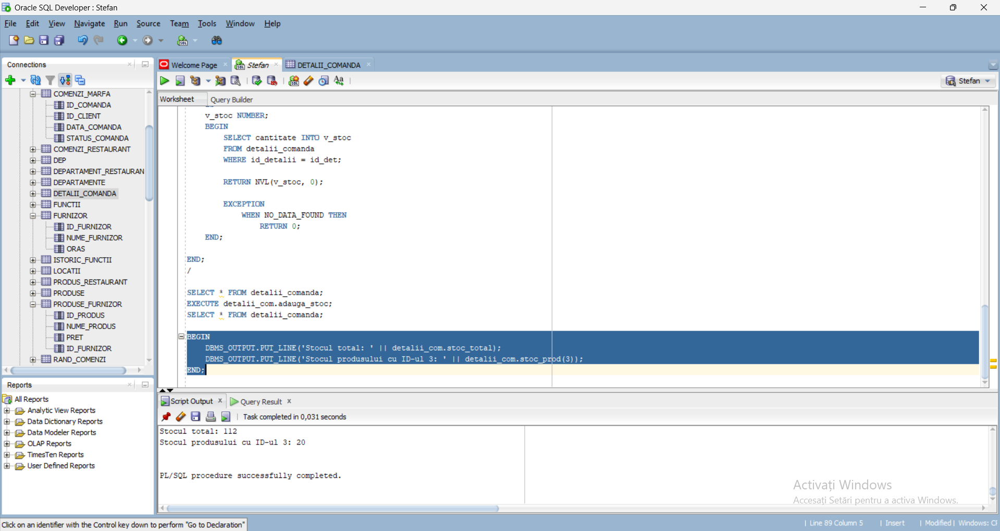 Oracle SQL Developer : Stefan
File Edit View Navigate Run Source Team Tools Window Help
Connections
COMENZI_MARFA
ID_COMANDA
ID_CLIENT
DATA_COMANDA
STATUS_COMANDA
COMENZI_RESTAURANT
DEP
DEPARTAMENT_RESTAURAN
DEPARTAMENTE
DETALII_COMANDA
FUNCTII
FURNIZOR
ID_FURNIZOR
NUME_FURNIZOR
ORAS
ISTORIC_FUNCTII
LOCATII
PRODUS_RESTAURANT
PRODUSE
PRODUSE_FURNIZOR
ID_PRODUS
NUME_PRODUS
PRET
ID_FURNIZOR
RAND_COMENZI
Reports
All Reports
Analytic View Reports
Data Dictionary Reports
Data Modeler Reports
OLAP Reports
TimesTen Reports
User Defined Reports
Welcome Page Stefan DETALII_COMANDA
Stefan
Worksheet Query Builder
v_stoc NUMBER;
BEGIN
SELECT cantitate INTO v_stoc
FROM detalii_comanda
WHERE id_detalii = id_det;
RETURN NVL(v_stoc, 0);
EXCEPTION
WHEN NO_DATA_FOUND THEN
RETURN 0;
END;
END;
/
SELECT * FROM detalii_comanda;
EXECUTE detalii_com.adauga_stoc;
SELECT * FROM detalii_comanda;
BEGIN
DBMS_OUTPUT.PUT_LINE('Stocul total: ' || detalii_com.stoc_total);
DBMS_OUTPUT.PUT_LINE('Stocul produsului cu ID-ul 3: ' || detalii_com.stoc_prod(3));
END;
Script Output Query Result
Task completed in 0,031 seconds
Stocul total: 112
Stocul produsului cu ID-ul 3: 20
PL/SQL procedure successfully completed.
Activați Windows
Accesați Setări pentru a activa Windows.
Click on an identifier with the Control key down to perform "Go to Declaration"
Line 89 Column 5 | Insert | Modified | Windows: